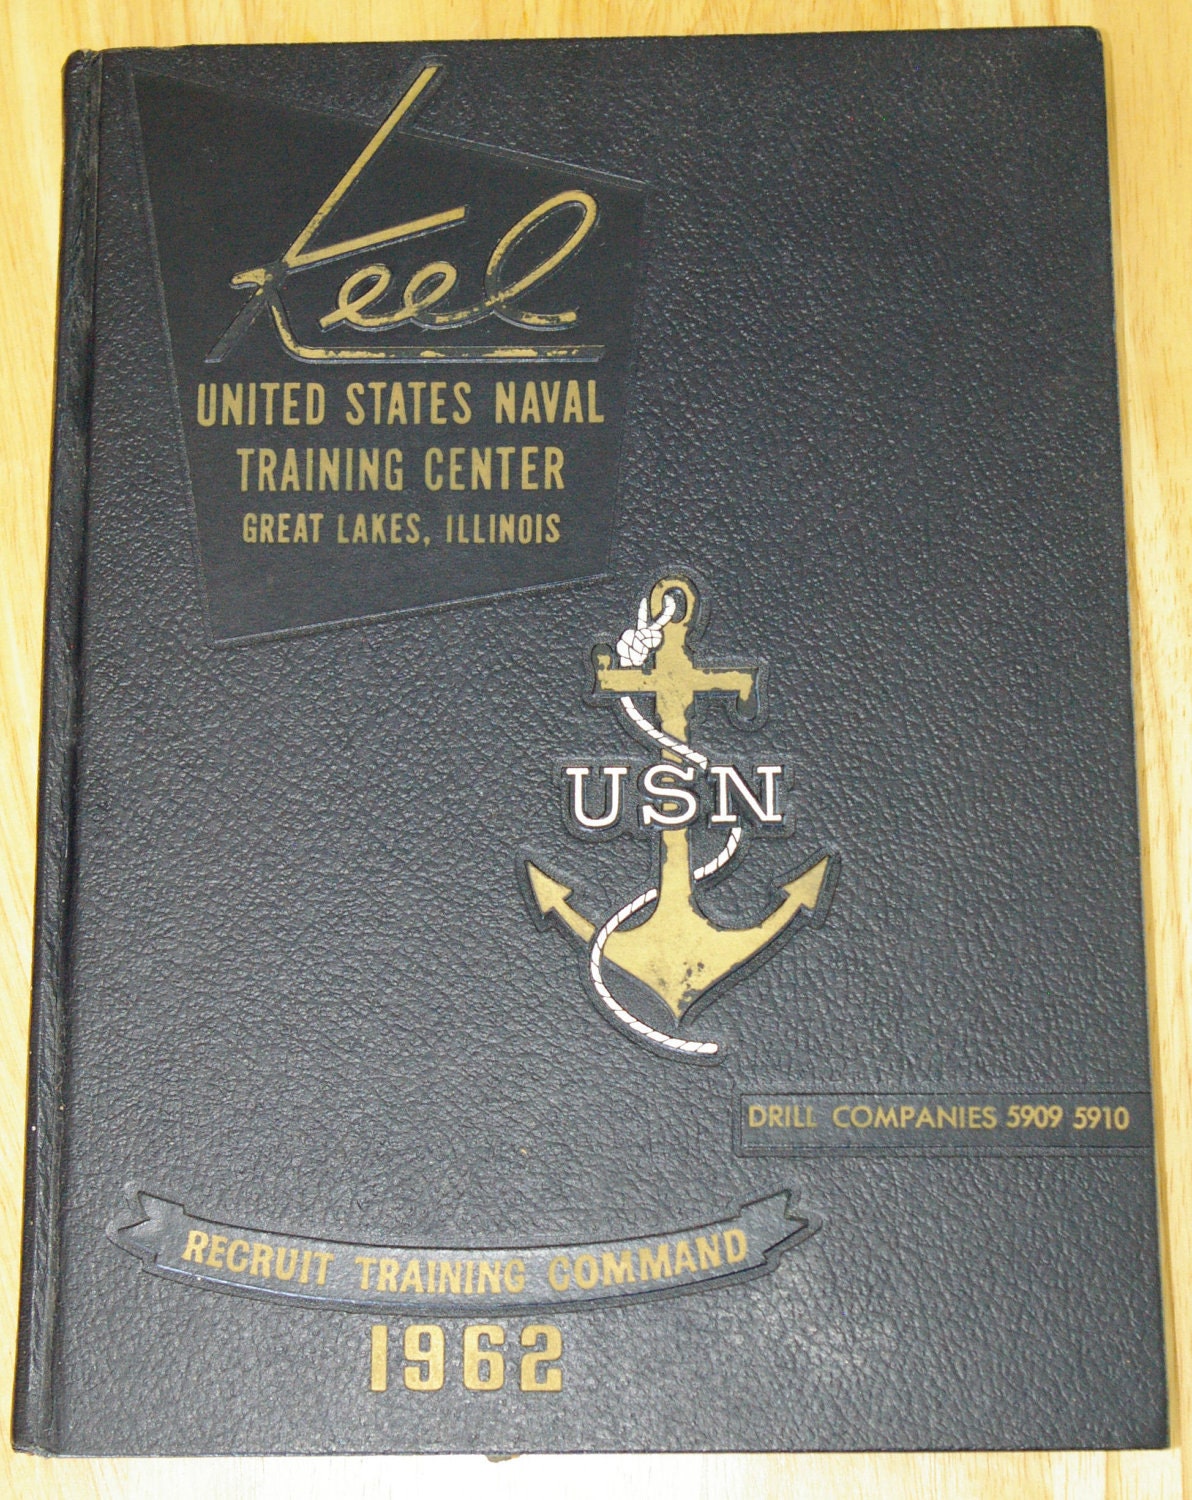 Keel
UNITED STATES NAVAL
TRAINING CENTER
GREAT LAKES, ILLINOIS
USN
DRILL COMPANIES 5909 5910
RECRUIT TRAINING COMMAND
1962